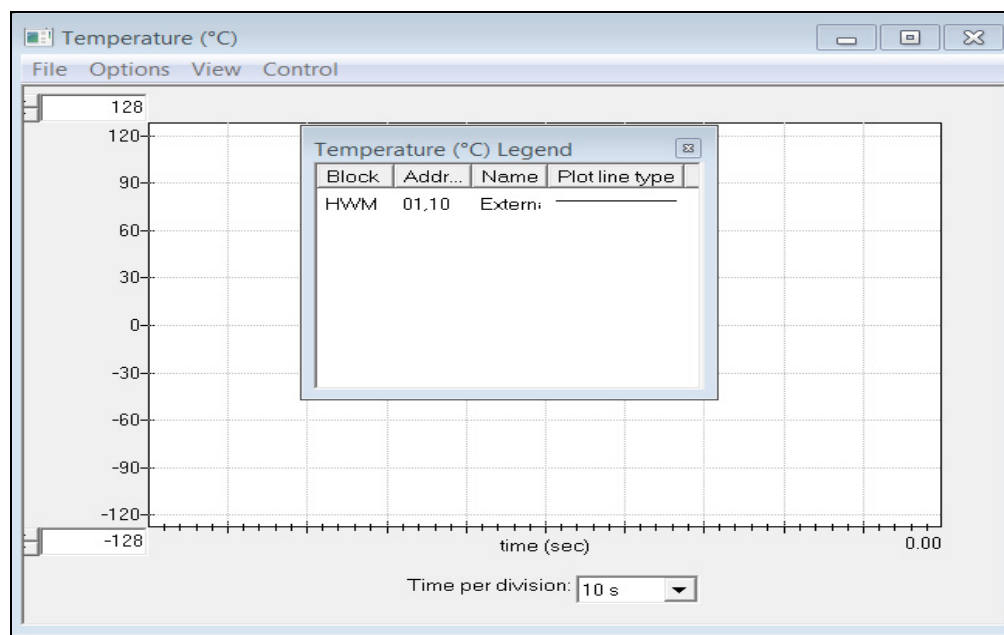 Temperature (°C)
File Options View Control
128
120
Temperature (°C) Legend
Block Addr... Name Plot line type
90
HWM 01,10 Extern
60
30
0
-30
-60
-90
-120
-128
time (sec) 0.00
Time per division: 10 s